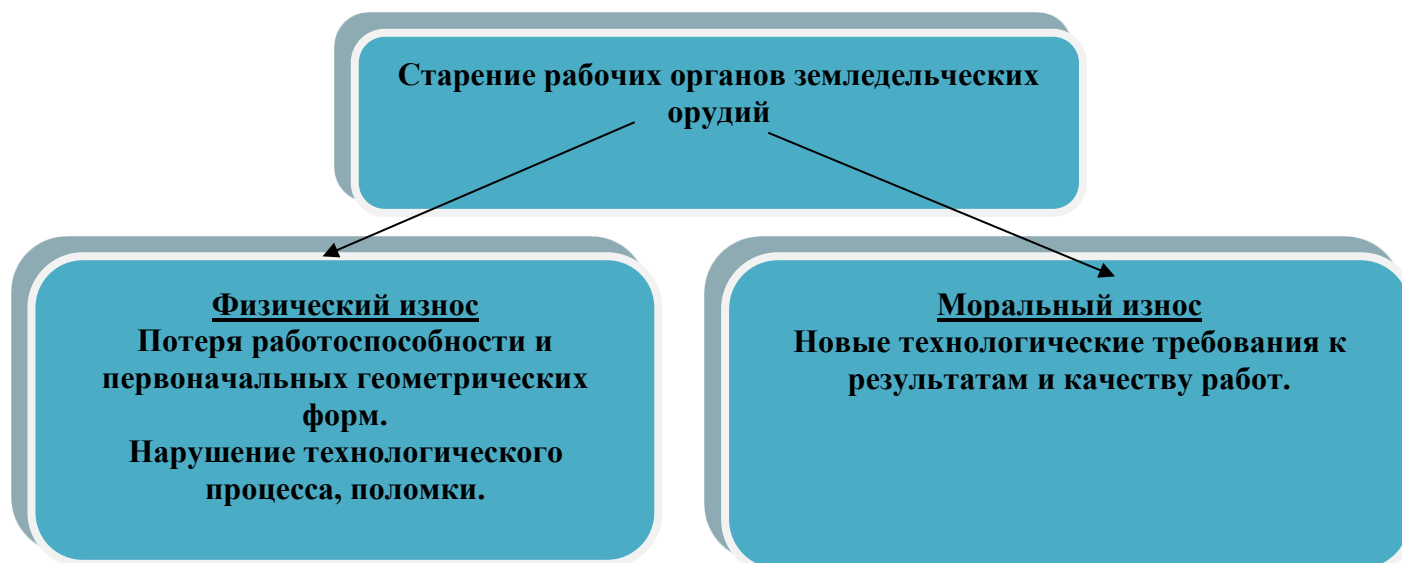 Старение рабочих органов земледельческих
орудий
Физический износ
Потеря работоспособности и
первоначальных геометрических
форм.
Нарушение технологического
процесса, поломки.
Моральный износ
Новые технологические требования к
результатам и качеству работ.